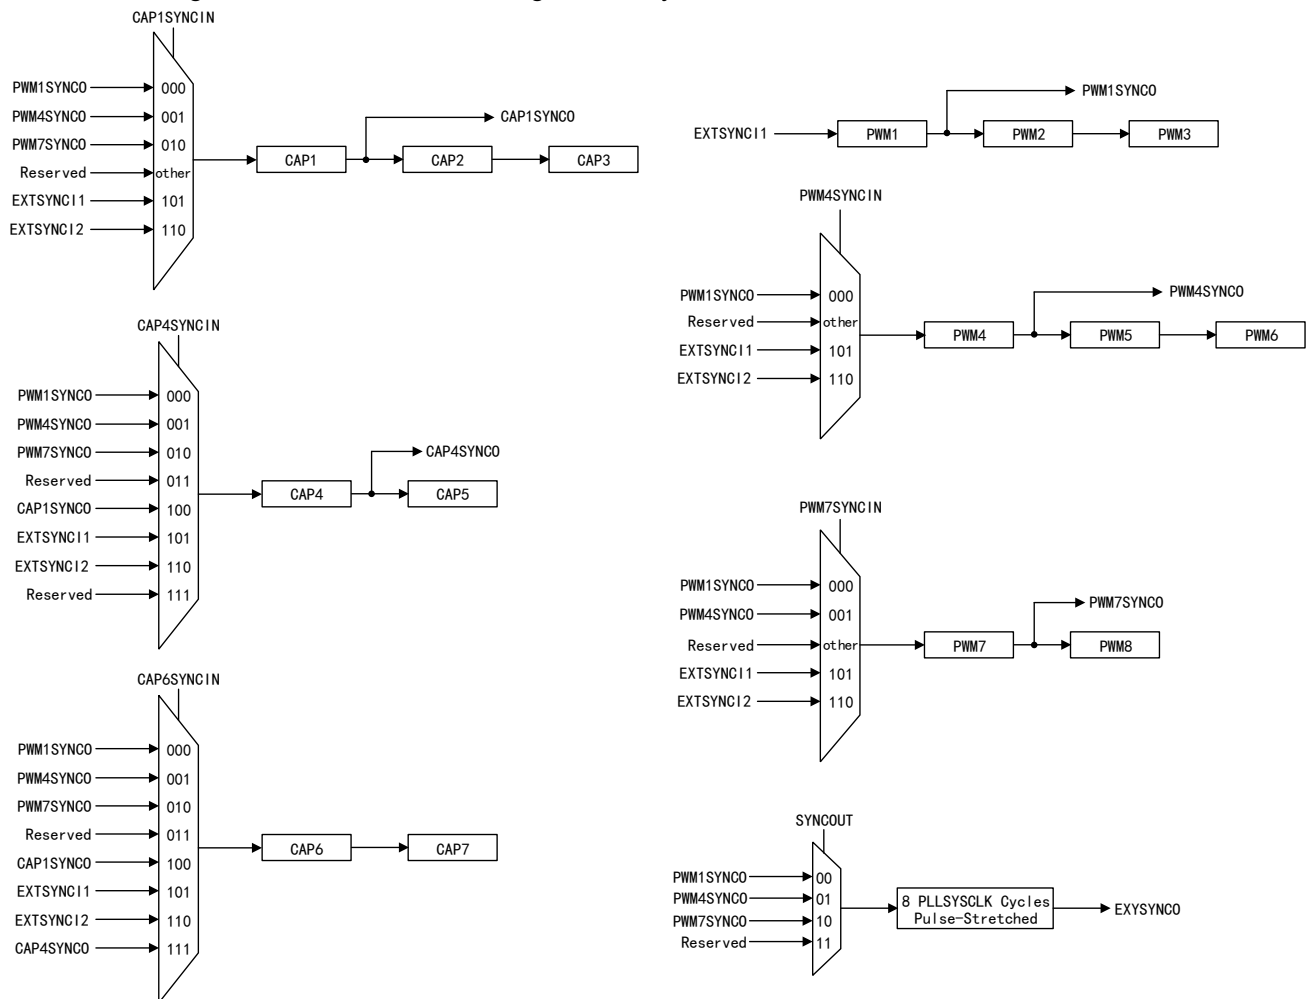 CAP1SYNCIN
PWM1SYNCO
000
PWM4SYNCO
001
PWM7SYNCO
010
Reserved
other
EXTSYNCI1
101
EXTSYNCI2
110
CAP1
CAP1SYNCO
CAP2
CAP3
CAP4SYNCIN
PWM1SYNCO
000
PWM4SYNCO
001
PWM7SYNCO
010
Reserved
011
CAP1SYNCO
100
EXTSYNCI1
101
EXTSYNCI2
110
Reserved
111
CAP4
CAP4SYNCO
CAP5
CAP6SYNCIN
PWM1SYNCO
000
PWM4SYNCO
001
PWM7SYNCO
010
Reserved
011
CAP1SYNCO
100
EXTSYNCI1
101
EXTSYNCI2
110
CAP4SYNCO
111
CAP6
CAP7
EXTSYNCI1
PWM1
PWM1SYNCO
PWM2
PWM3
PWM4SYNCIN
PWM1SYNCO
000
Reserved
other
EXTSYNCI1
101
EXTSYNCI2
110
PWM4
PWM4SYNCO
PWM5
PWM6
PWM7SYNCIN
PWM1SYNCO
000
PWM4SYNCO
001
Reserved
other
EXTSYNCI1
101
EXTSYNCI2
110
PWM7
PWM7SYNCO
PWM8
SYNCOUT
PWM1SYNCO
00
PWM4SYNCO
01
PWM7SYNCO
10
Reserved
11
8 PLLSYSCLK Cycles
Pulse-Stretched
EXYSYNCO